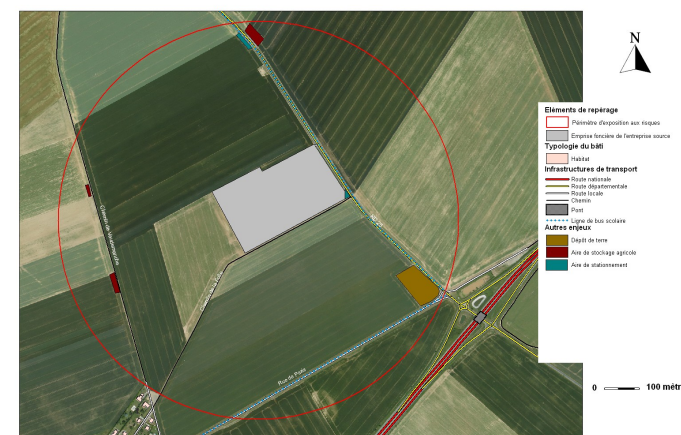 N
Eléments de repérage
Périmètre d'exposition aux risques
Emprise foncière de l'entreprise source
Typologie du bâti
Habitat
Infrastructures de transport
Route nationale
Route départementale
Route locale
Chemin
Pont
Ligne de bus scolaire
Autres enjeux
Dépôt de terre
Aire de stockage agricole
Aire de stationnement
Rue de Paris
0 100 métr